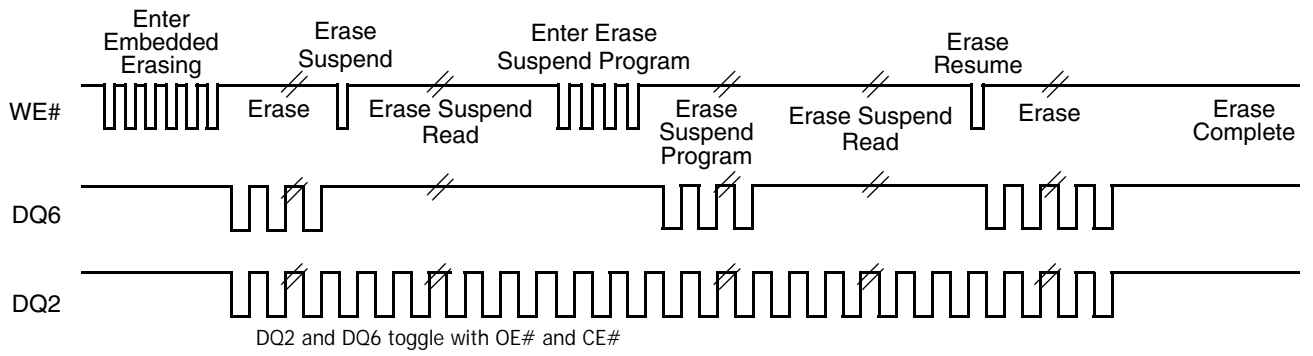 Enter
Embedded
Erasing
Erase
Suspend
Enter Erase
Suspend Program
Erase
Resume
WE#
Erase
Erase Suspend
Read
Erase
Suspend
Program
Erase Suspend
Read
Erase
Erase
Complete
DQ6
DQ2
DQ2 and DQ6 toggle with OE# and CE#